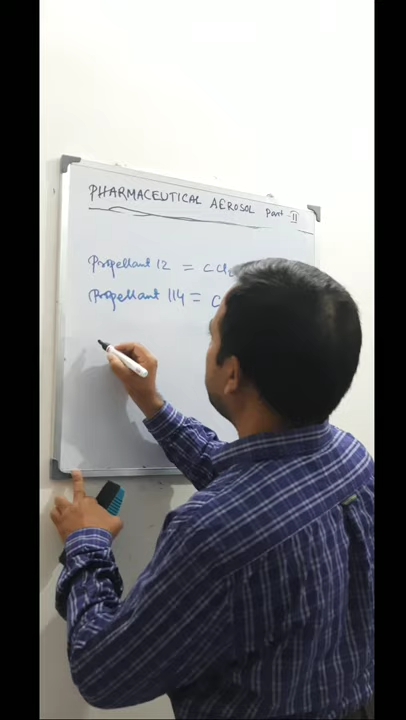 PHARMACEUTICAL AEROSOL Part - II
Propellant 12 = CCl2
Propellant 114 = C